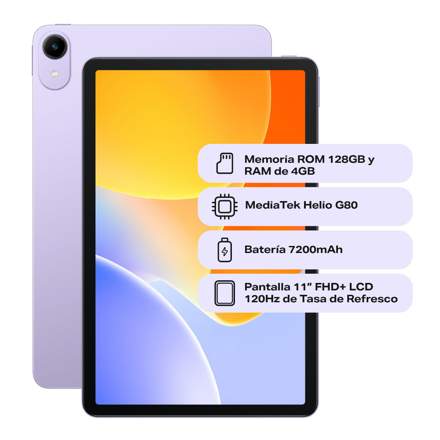 Memoria ROM 128GB y
RAM de 4GB
MediaTek Helio G80
Batería 7200mAh
Pantalla 11" FHD+ LCD
120Hz de Tasa de Refresco